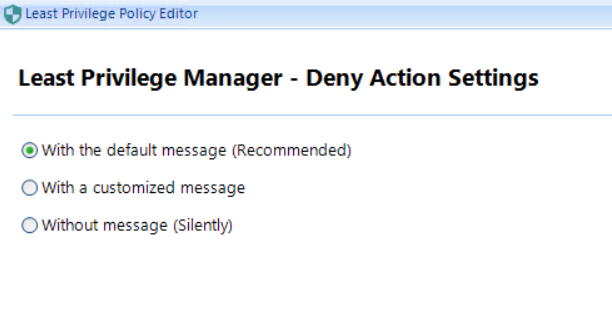 Least Privilege Policy Editor
Least Privilege Manager - Deny Action Settings
With the default message (Recommended)
With a customized message
Without message (Silently)